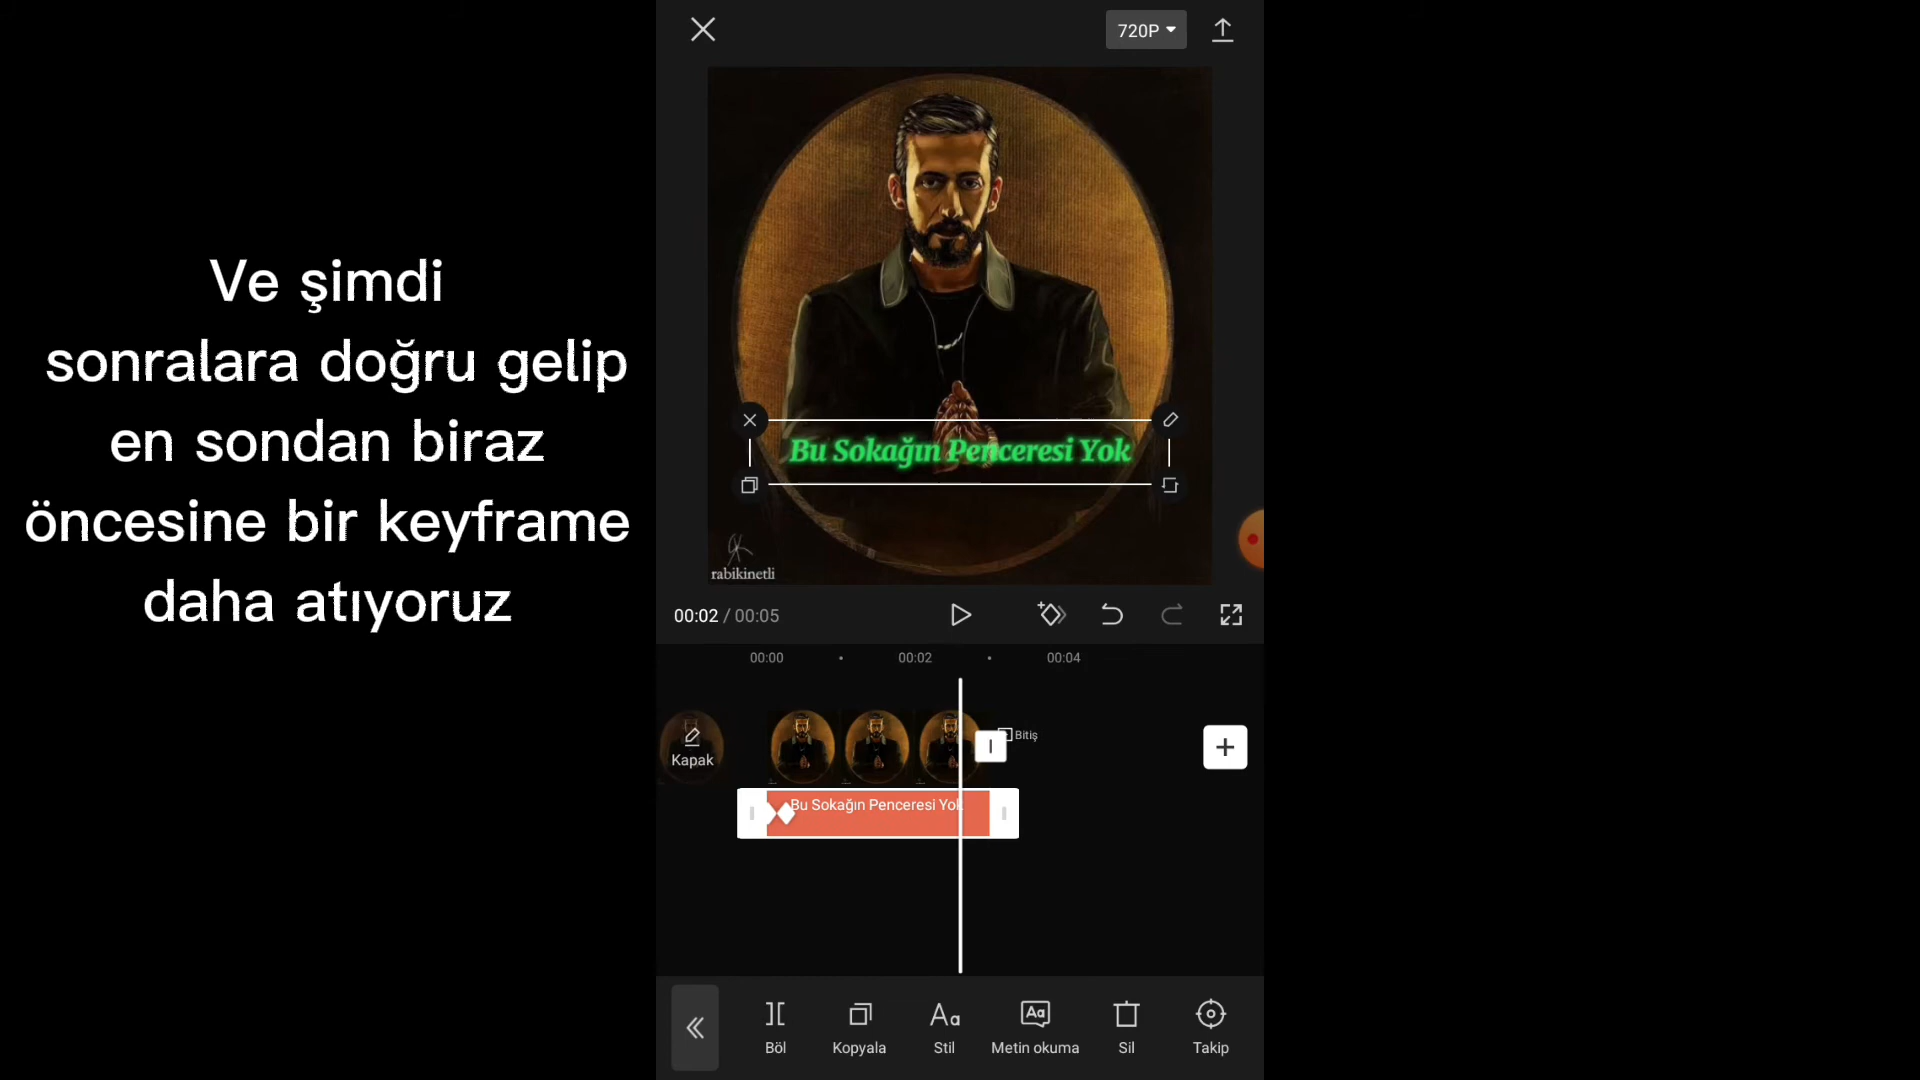 Ve şimdi
sonralara doğru gelip
en sondan biraz
öncesine bir keyframe
daha atıyoruz
720P
Bu Sokağın Penceresi Yok
rabikinetli
00:02 / 00:05
00:00
00:02
00:04
Kapak
Bitiş
Bu Sokağın Penceresi Yok
Böl
Kopyala
Stil
Metin okuma
Sil
Takip